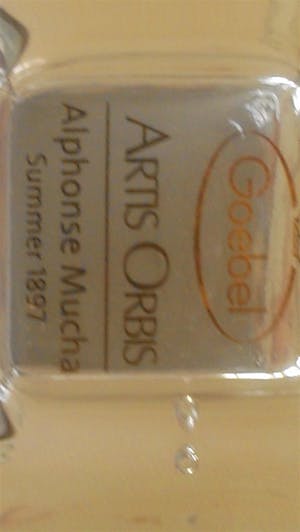 Goebel
ARTIS ORBIS
Alphonse Mucha
Summer 1897